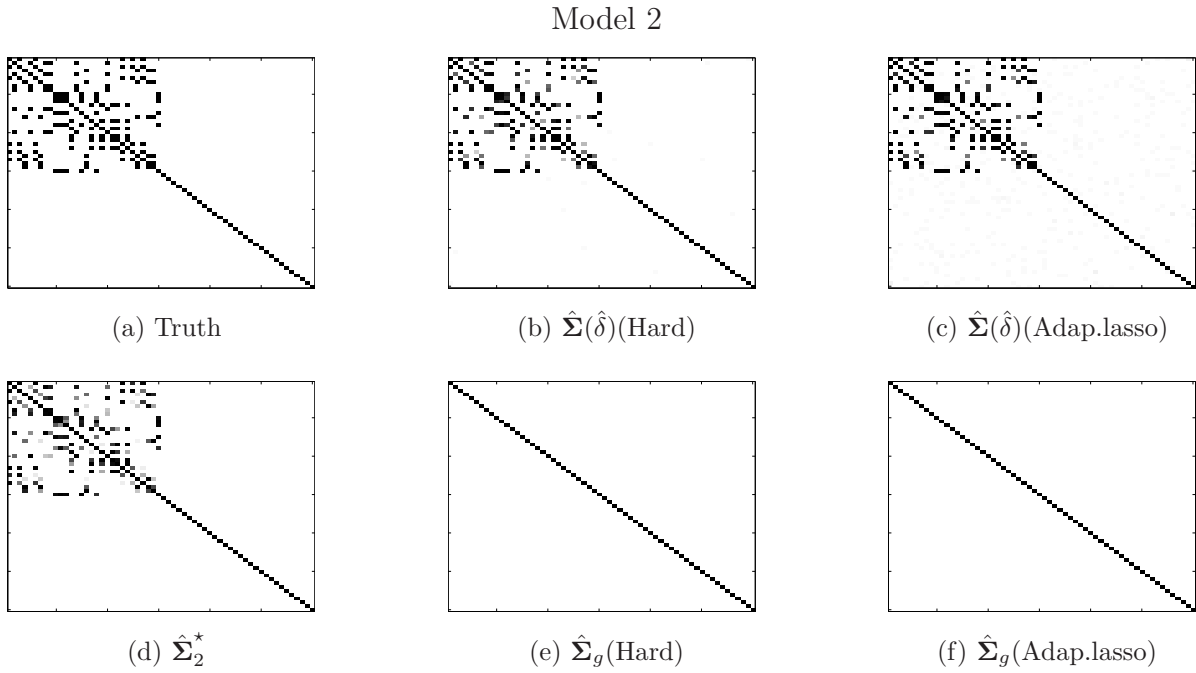 Model 2
(a) Truth
(b) Σ̂(δ̂)(Hard)
(c) Σ̂(δ̂)(Adap.lasso)
(d) Σ̂₂⋆
(e) Σ̂g(Hard)
(f) Σ̂g(Adap.lasso)